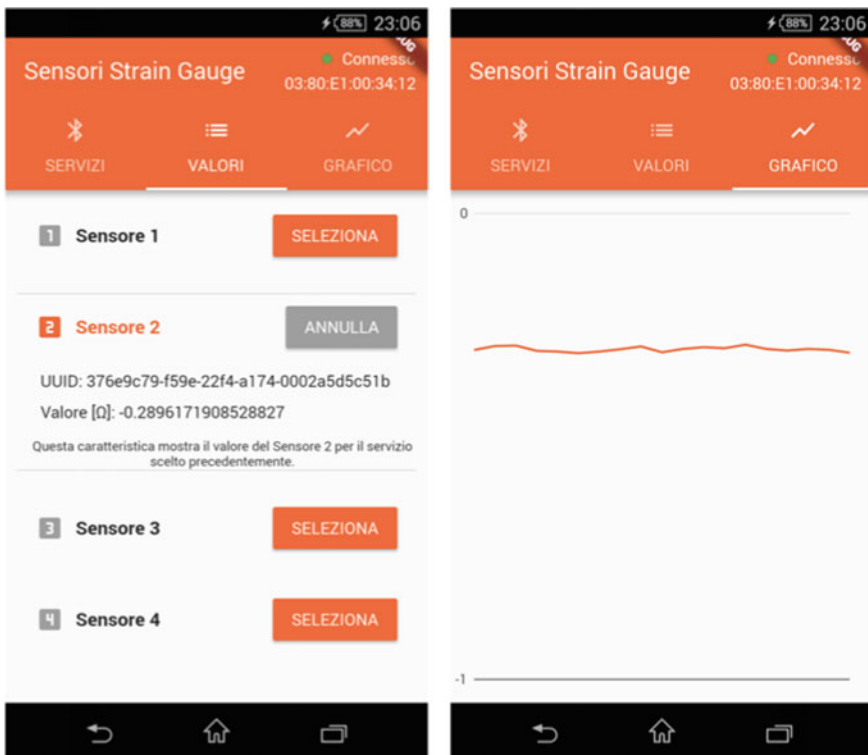 88% 23:06
Sensori Strain Gauge
Connesso
03:80:E1:00:34:12
SERVIZI VALORI GRAFICO
1 Sensore 1 SELEZIONA
2 Sensore 2 ANNULLA
UUID: 376e9c79-f59e-22f4-a174-0002a5d5c51b
Valore [Ω]: -0.2896171908528827
Questa caratteristica mostra il valore del Sensore 2 per il servizio
scelto precedentemente.
3 Sensore 3 SELEZIONA
4 Sensore 4 SELEZIONA
88% 23:06
Sensori Strain Gauge
Connesso
03:80:E1:00:34:12
SERVIZI VALORI GRAFICO
0
-1